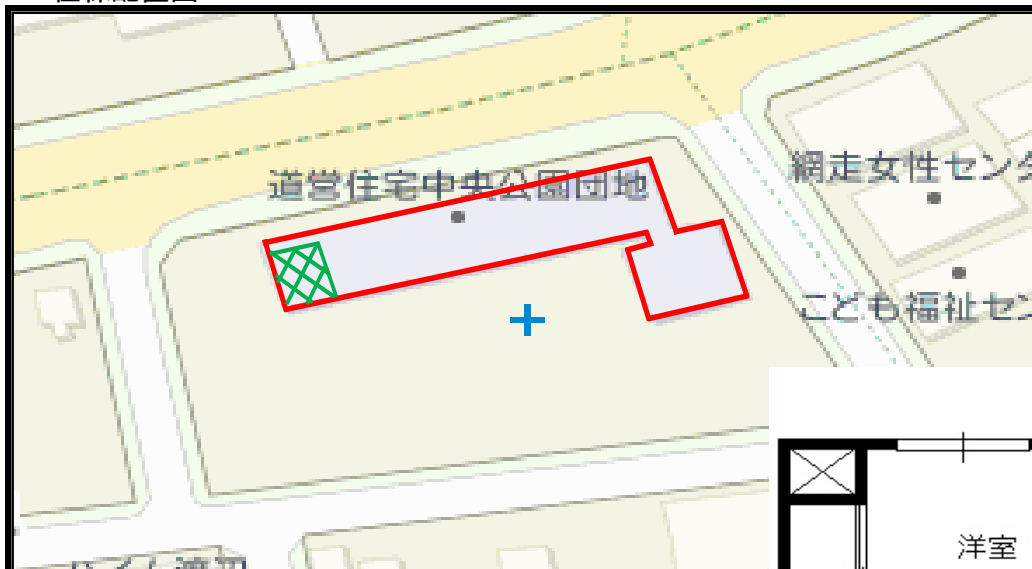 道営住宅中央公園団地
網走女性センタ
こども福祉セン
洋室